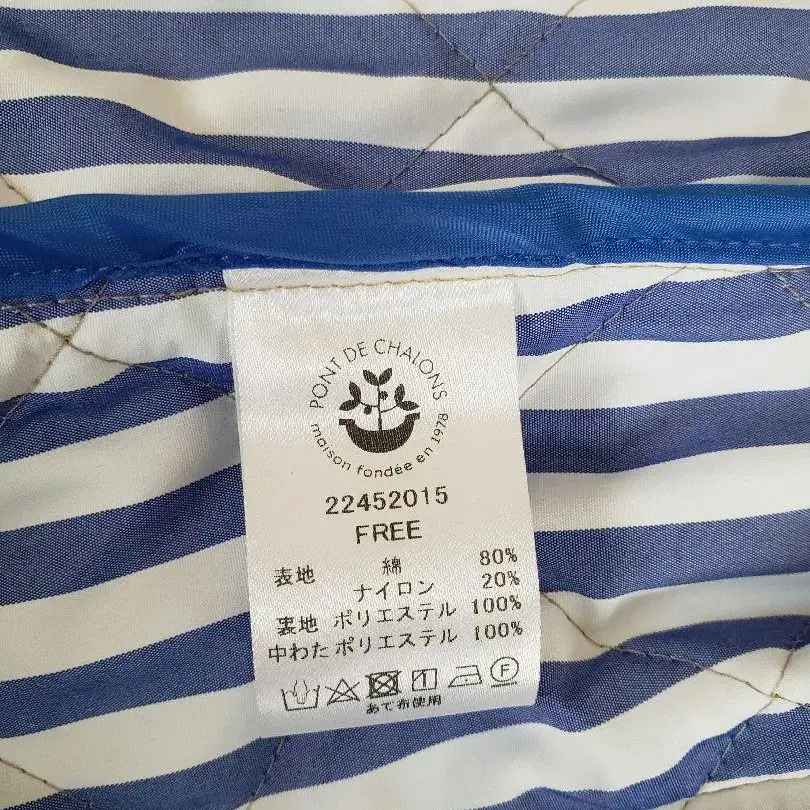 PONT DE CHALONS
maison fondée en 1978
22452015
FREE
表地 綿 80%
ナイロン 20%
裏地 ポリエステル 100%
中わた ポリエステル 100%
1 F
あて布使用